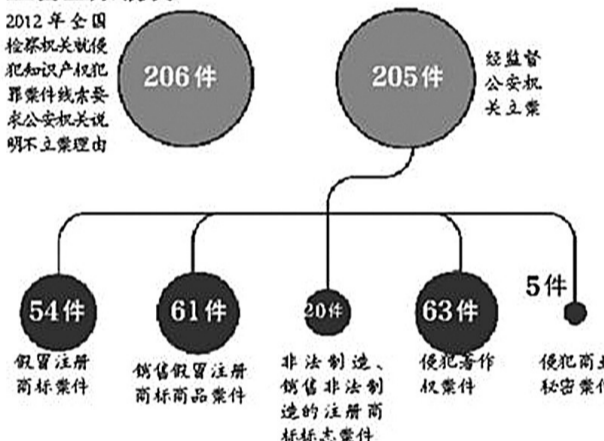 2012年全国
检察机关就侵
犯知识产权犯
罪案件线索要
求公安机关说
明不立案理由
206件
205件
经监督
公安机
关立案
54件
61件
20件
63件
5件
假冒注册
商标案件
销售假冒注册
商标商品案件
非法制造、
销售非法制
造的注册商
标标志案件
侵犯著作
权案件
侵犯商业
秘密案件